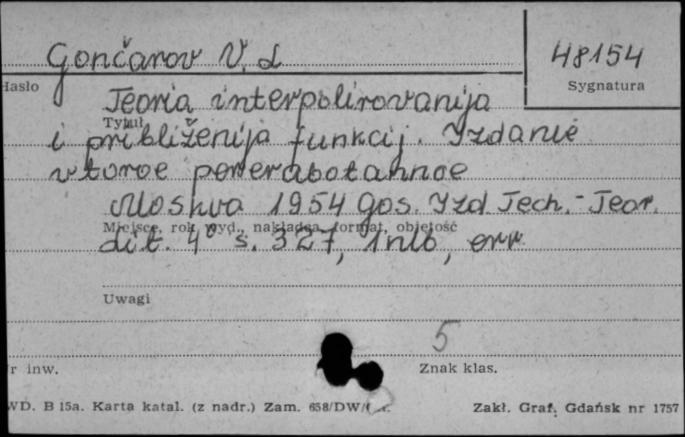 Gončarov V. L
48154
Hasło
Sygnatura
Teoria interpolirovanija
Tytuł
i približenija funkcij. Izdanie
vtoroe pererabotannoe
Moskva 1954 Gos. Izd Tech.-Teor.
Miejsce, rok wyd., nakładca, format, objętość
lit. 4° s. 327, 1nlb, err
Uwagi
5
r inw.
Znak klas.
WD. B 15a. Karta katal. (z nadr.) Zam. 658/DW/
Zakł. Graf. Gdańsk nr 1757